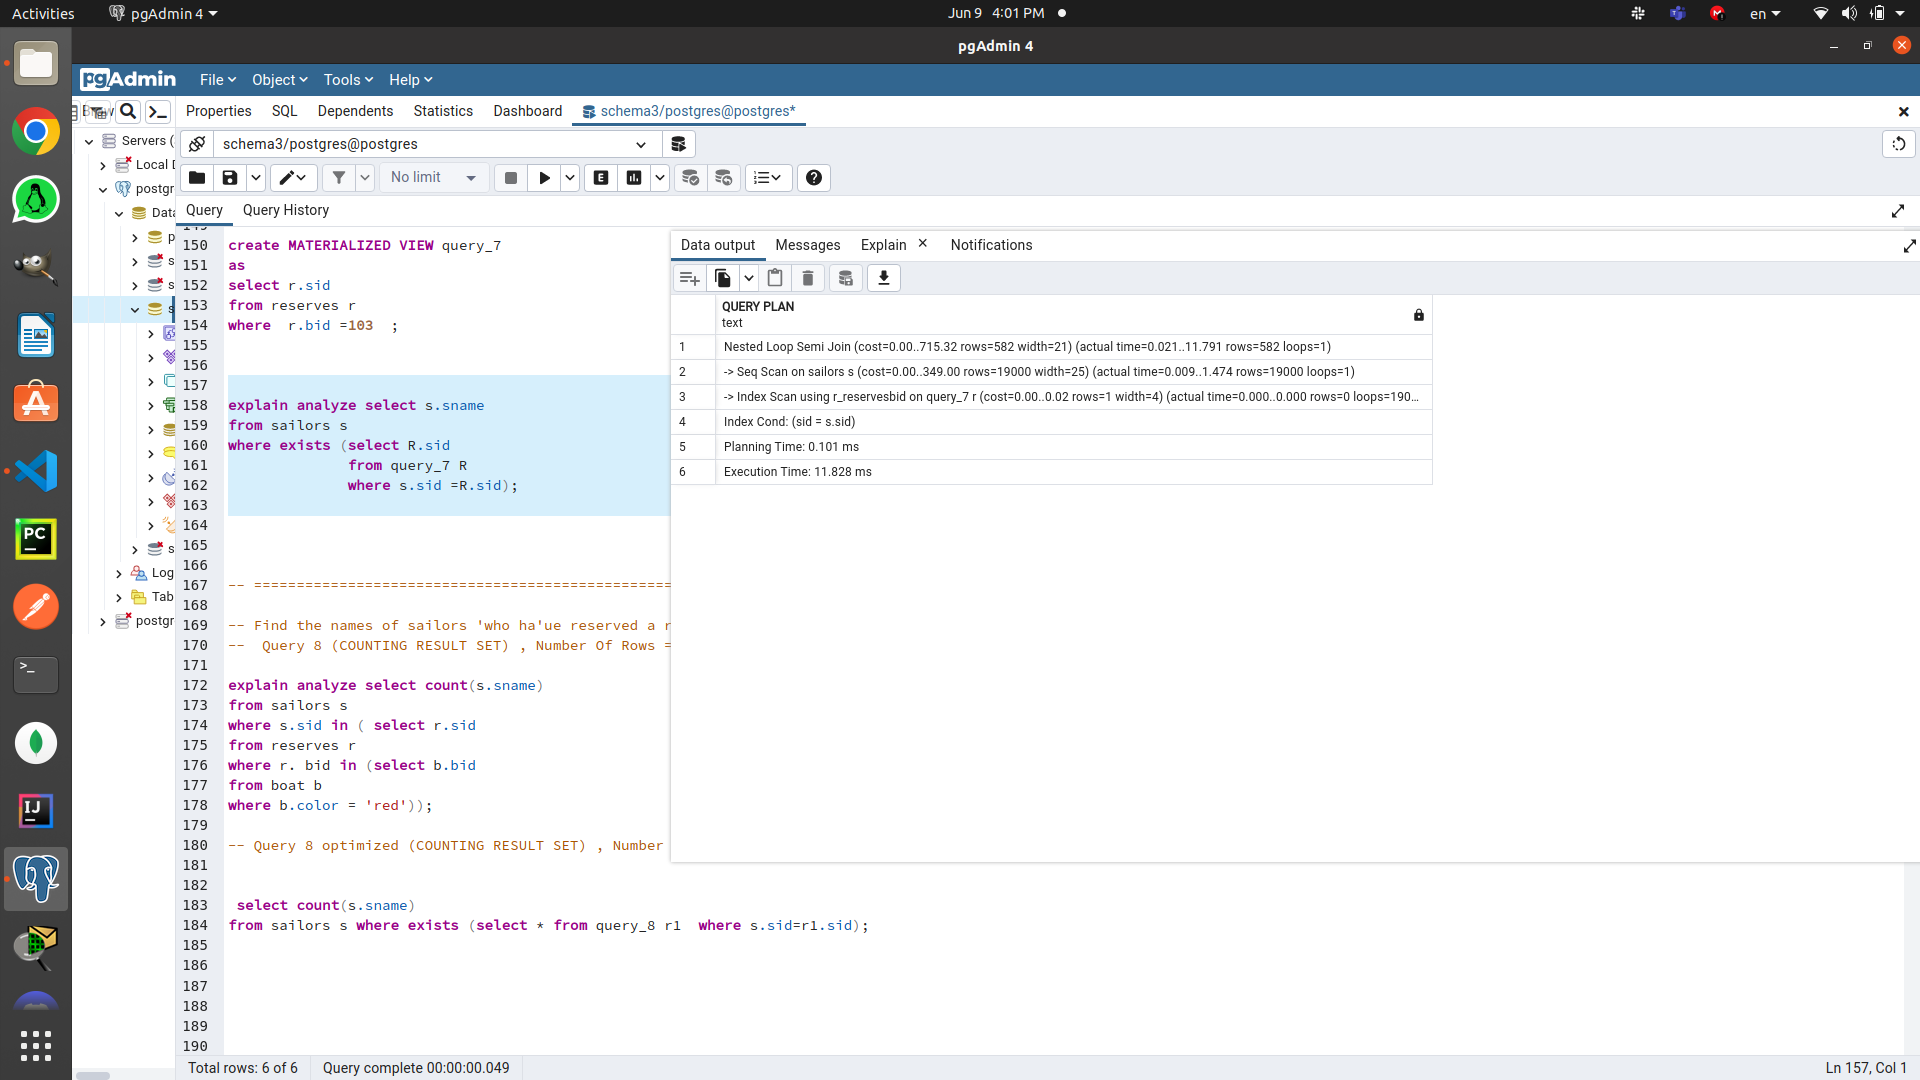 Activities
pgAdmin 4
Jun 9 4:01 PM
en
pgAdmin 4
pgAdmin
File
Object
Tools
Help
Properties
SQL
Dependents
Statistics
Dashboard
schema3/postgres@postgres*
schema3/postgres@postgres
No limit
Query
Query History
Servers (
Local D
postgr
Data
p
s
s
s
s
Log
Tab
postgr
149
150 create MATERIALIZED VIEW query_7
151 as
152 select r.sid
153 from reserves r
154 where  r.bid =103  ;
155
156
157
158 explain analyze select s.sname
159 from sailors s
160 where exists (select R.sid
161 from query_7 R
162 where s.sid =R.sid);
163
164
165
166
167 -- =================================================
168
169 -- Find the names of sailors 'who ha'ue reserved a r
170 --  Query 8 (COUNTING RESULT SET) , Number Of Rows =
171
172 explain analyze select count(s.sname)
173 from sailors s
174 where s.sid in ( select r.sid
175 from reserves r
176 where r. bid in (select b.bid
177 from boat b
178 where b.color = 'red'));
179
180 -- Query 8 optimized (COUNTING RESULT SET) , Number
181
182
183  select count(s.sname)
184 from sailors s where exists (select * from query_8 r1  where s.sid=r1.sid);
185
186
187
188
189
190
Data output
Messages
Explain
Notifications
QUERY PLAN
text
1 Nested Loop Semi Join (cost=0.00..715.32 rows=582 width=21) (actual time=0.021..11.791 rows=582 loops=1)
2 -> Seq Scan on sailors s (cost=0.00..349.00 rows=19000 width=25) (actual time=0.009..1.474 rows=19000 loops=1)
3 -> Index Scan using r_reservesbid on query_7 r (cost=0.00..0.02 rows=1 width=4) (actual time=0.000..0.000 rows=0 loops=190...
4 Index Cond: (sid = s.sid)
5 Planning Time: 0.101 ms
6 Execution Time: 11.828 ms
Total rows: 6 of 6
Query complete 00:00:00.049
Ln 157, Col 1